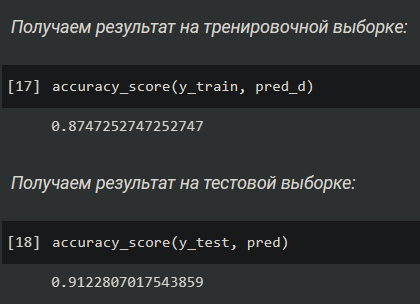 Получаем результат на тренировочной выборке:
[17] accuracy_score(y_train, pred_d)
0.8747252747252747
Получаем результат на тестовой выборке:
[18] accuracy_score(y_test, pred)
0.9122807017543859